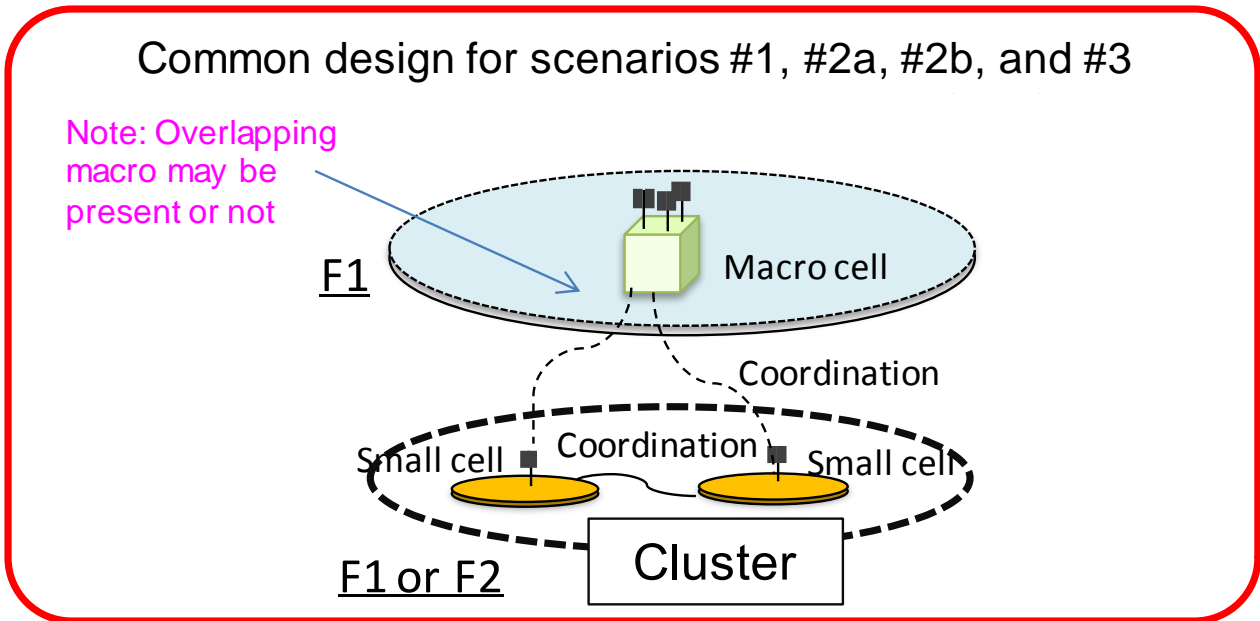 Common design for scenarios #1, #2a, #2b, and #3
Note: Overlapping
macro may be
present or not
F1
Macro cell
Coordination
Coordination
Small cell
Small cell
F1 or F2
Cluster